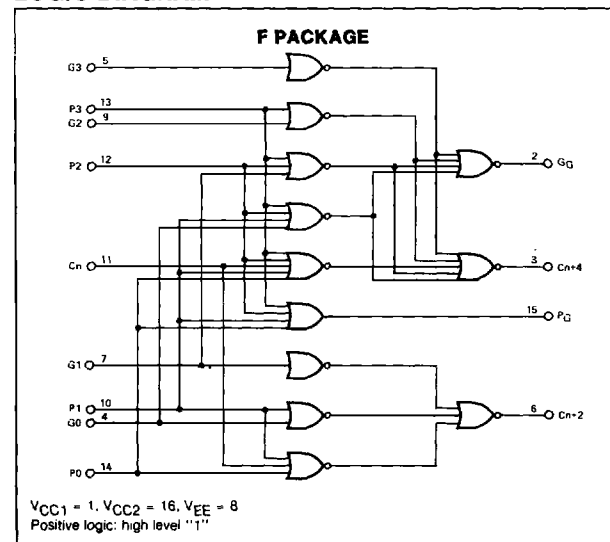 F PACKAGE
G3 5
P3 13
G2 9
P2 12
Cn 11
G1 7
P1 10
G0 4
P0 14
2 GG
3 Cn+4
15 PG
6 Cn+2
VCC1 = 1, VCC2 = 16, VEE = 8
Positive logic: high level "1"